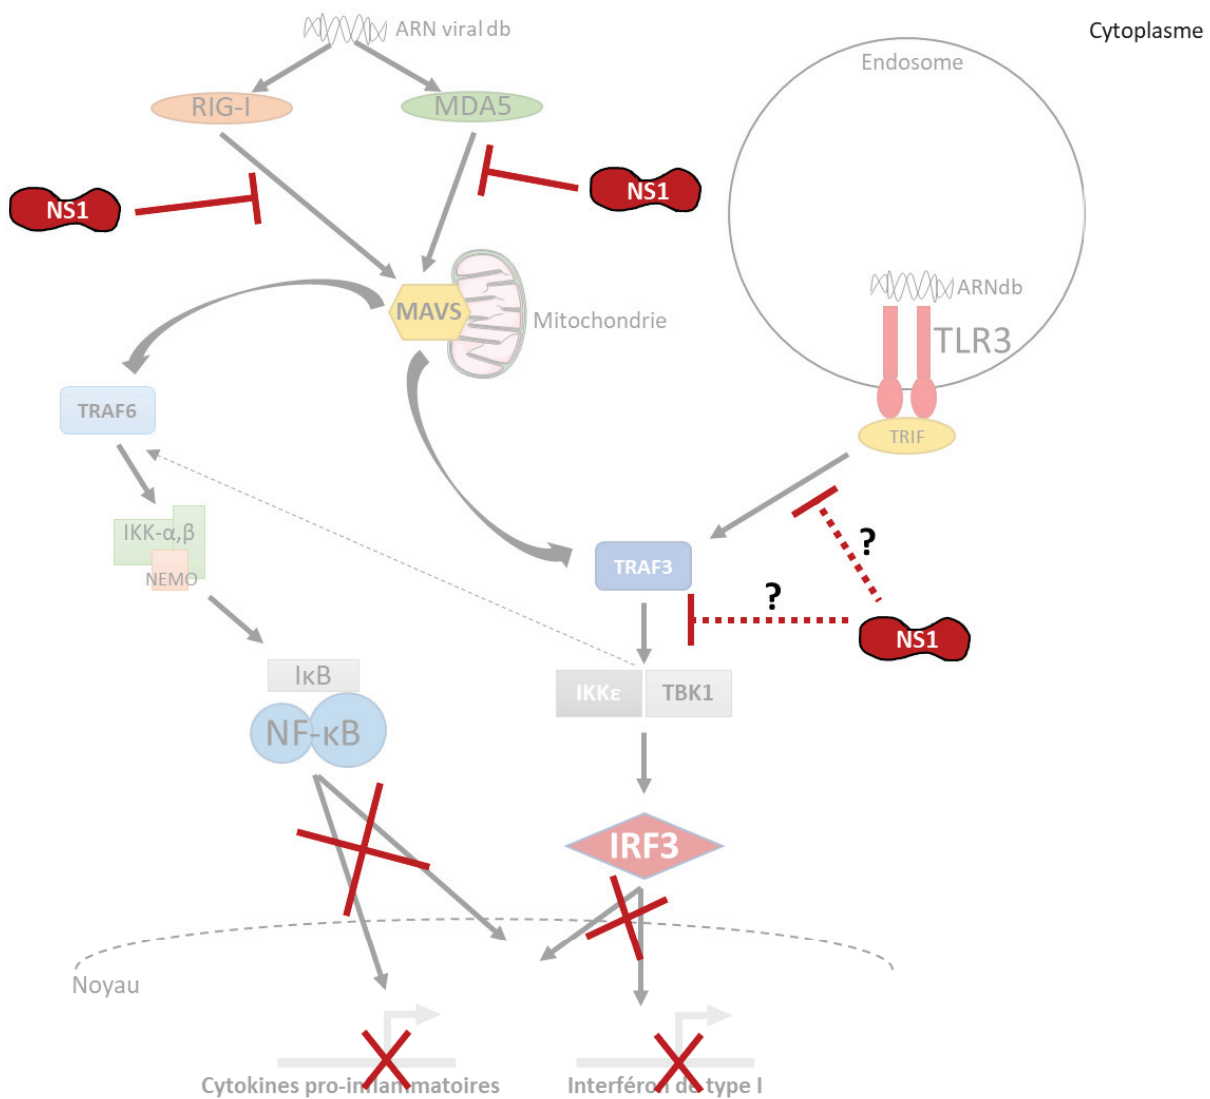 Cytoplasme
ARN viral db
Endosome
RIG-I
MDA5
NS1
NS1
ARNdb
MAVS
Mitochondrie
TLR3
TRAF6
TRIF
IKK-α,β
NEMO
?
TRAF3
?
NS1
IκB
IKKε
TBK1
NF-κB
IRF3
Noyau
Cytokines pro-inflammatoires
Interféron de type I